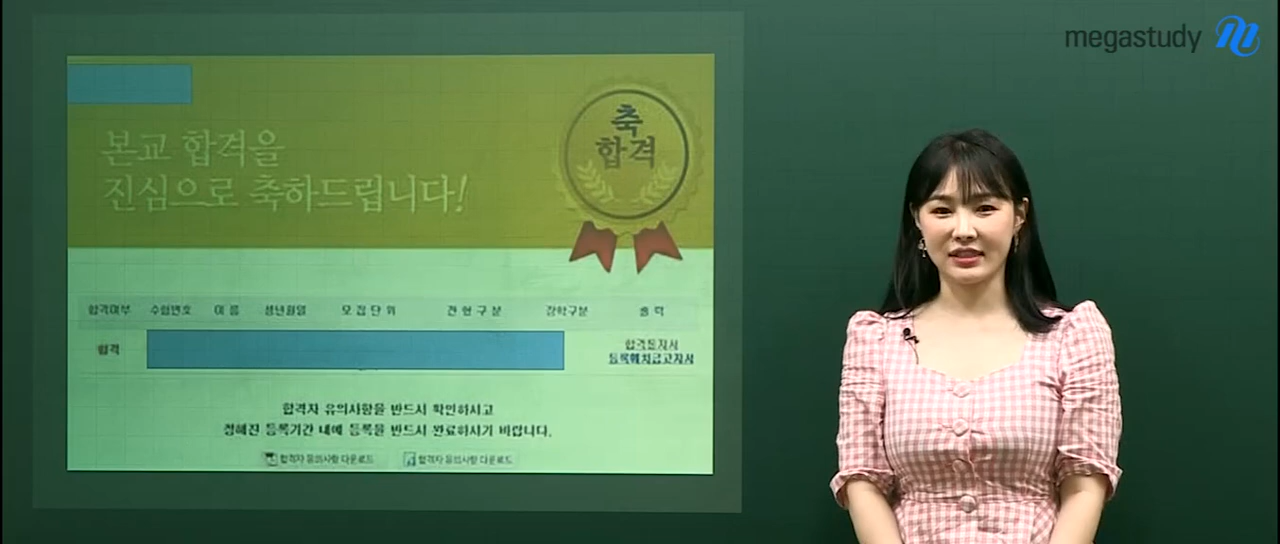 megastudy
본교 합격을
진심으로 축하드립니다!
축
합격
합격여부 수험번호 이 름 생년월일 모 집 단 위 전 형 구 분 장학구분 출 력
합격
합격통지서
등록예치금고지서
합격자 유의사항을 반드시 확인하시고
정해진 등록기간 내에 등록을 반드시 완료하시기 바랍니다.
합격자 유의사항 다운로드 합격자 유의사항 다운로드